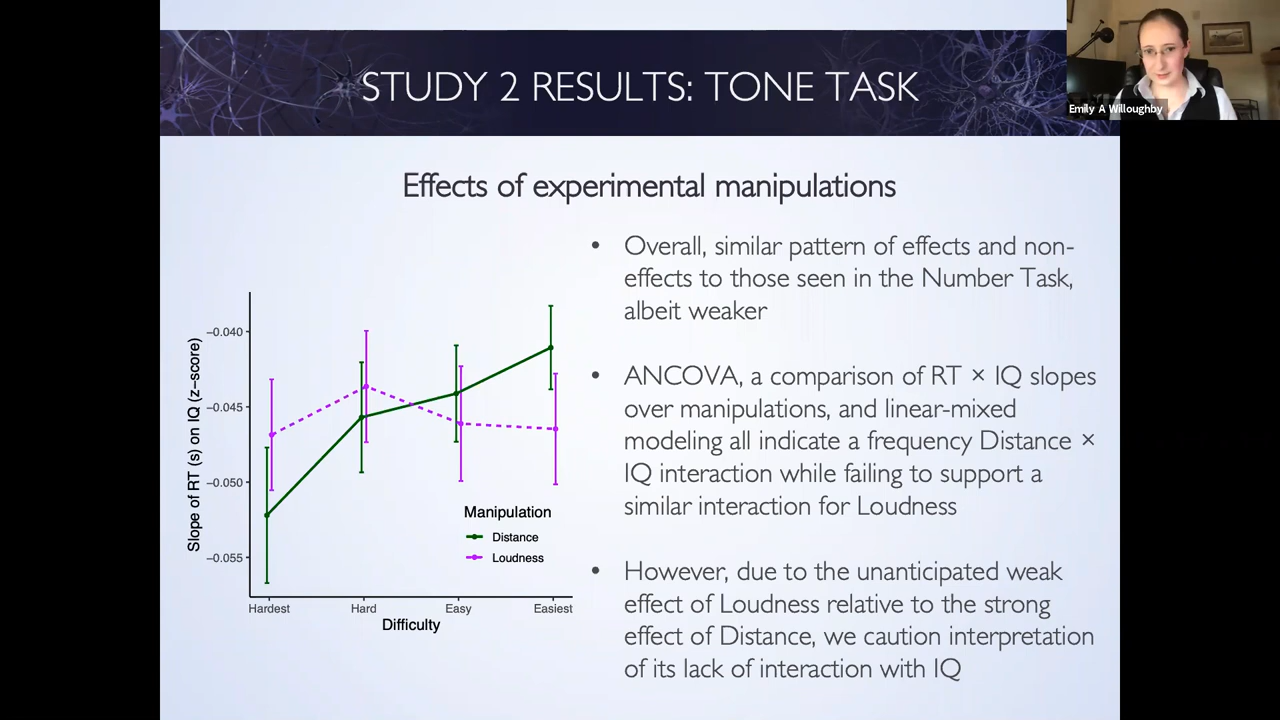 STUDY 2 RESULTS: TONE TASK
Emily A Willoughby
Effects of experimental manipulations
• Overall, similar pattern of effects and non-
effects to those seen in the Number Task,
albeit weaker
• ANCOVA, a comparison of RT × IQ slopes
over manipulations, and linear-mixed
modeling all indicate a frequency Distance ×
IQ interaction while failing to support a
similar interaction for Loudness
• However, due to the unanticipated weak
effect of Loudness relative to the strong
effect of Distance, we caution interpretation
of its lack of interaction with IQ
Slope of RT (s) on IQ (z−score)
−0.040
−0.045
−0.050
−0.055
Manipulation
Distance
Loudness
Hardest Hard Easy Easiest
Difficulty